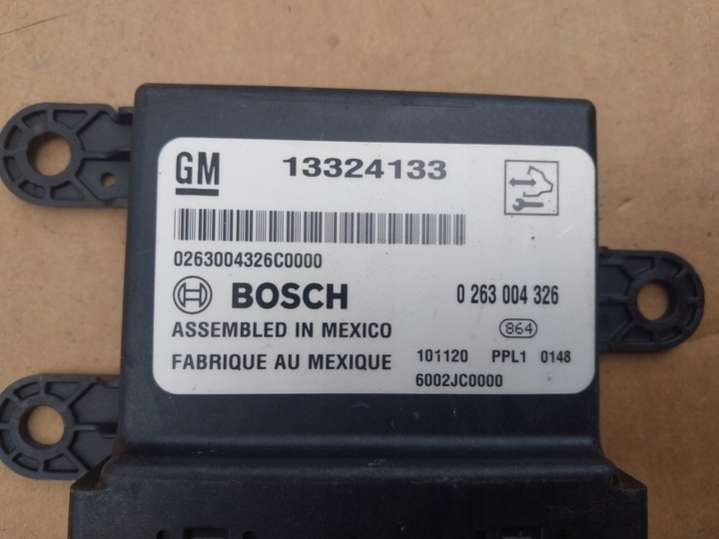 GM 13324133
0263004326C0000
BOSCH 0 263 004 326
ASSEMBLED IN MEXICO 864
FABRIQUE AU MEXIQUE 101120 PPL1 0148
6002JC0000